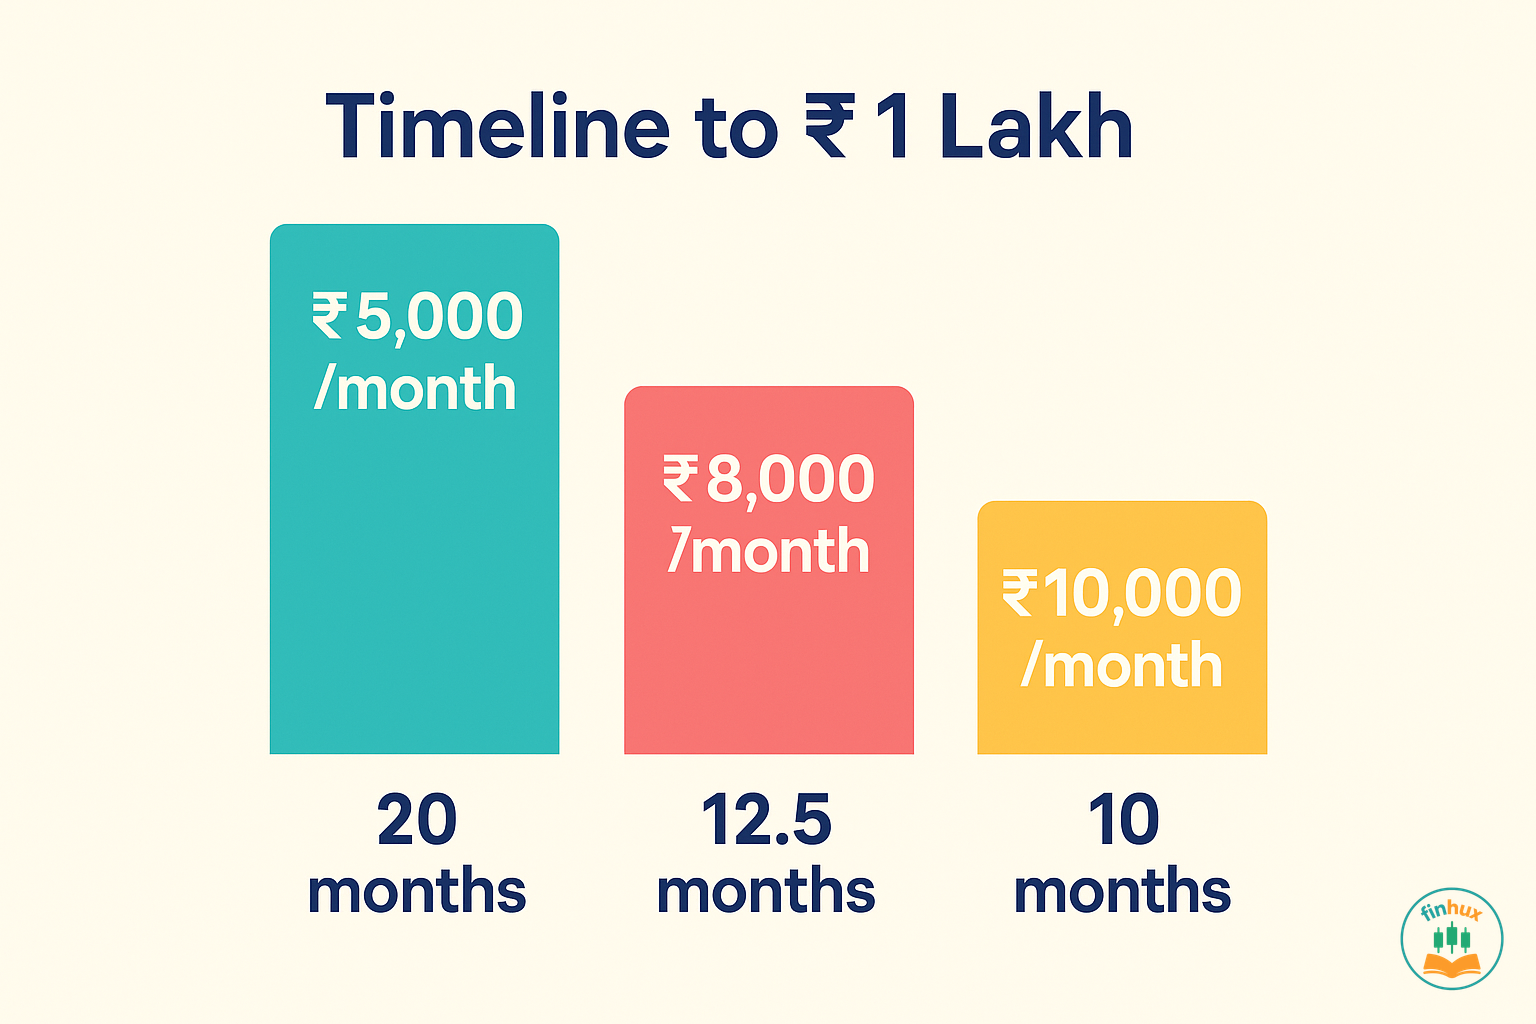 Timeline to ₹ 1 Lakh
₹5,000
/month
₹8,000
7month
₹10,000
/month
20
months
12.5
months
10
months
finhux